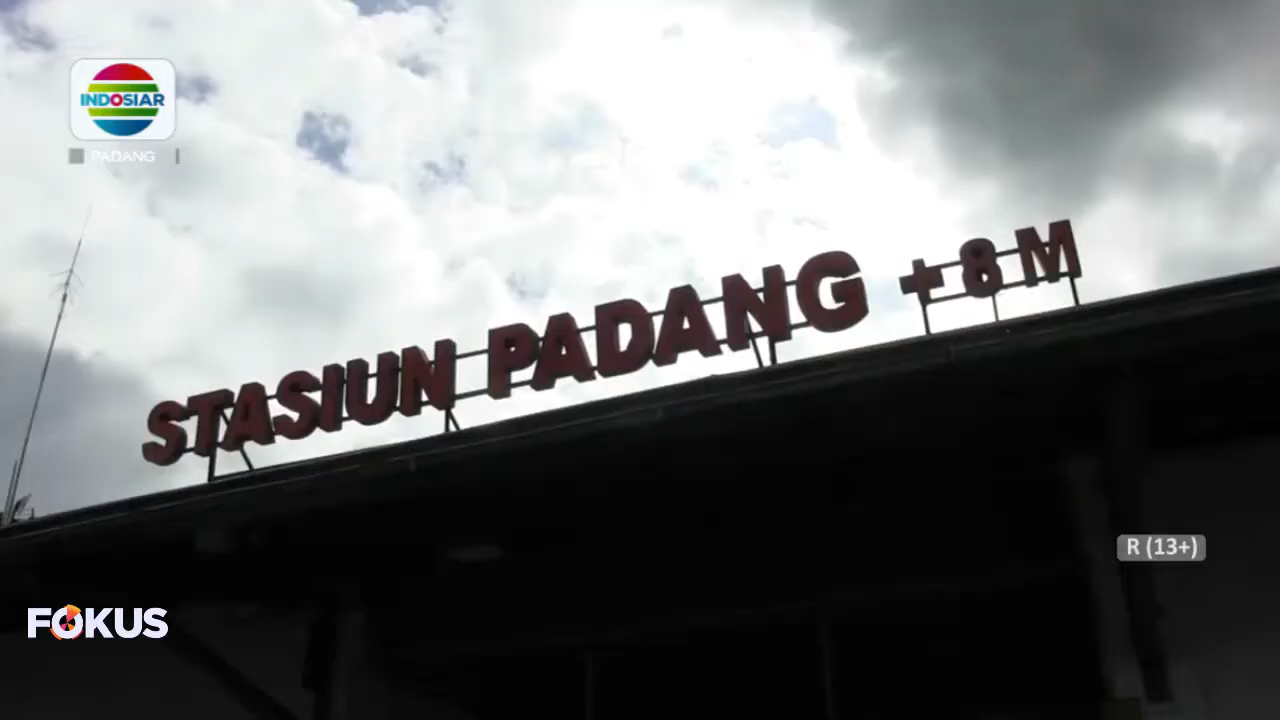 INDOSIAR
PADANG
STASIUN PADANG +8 M
R (13+)
FOKUS